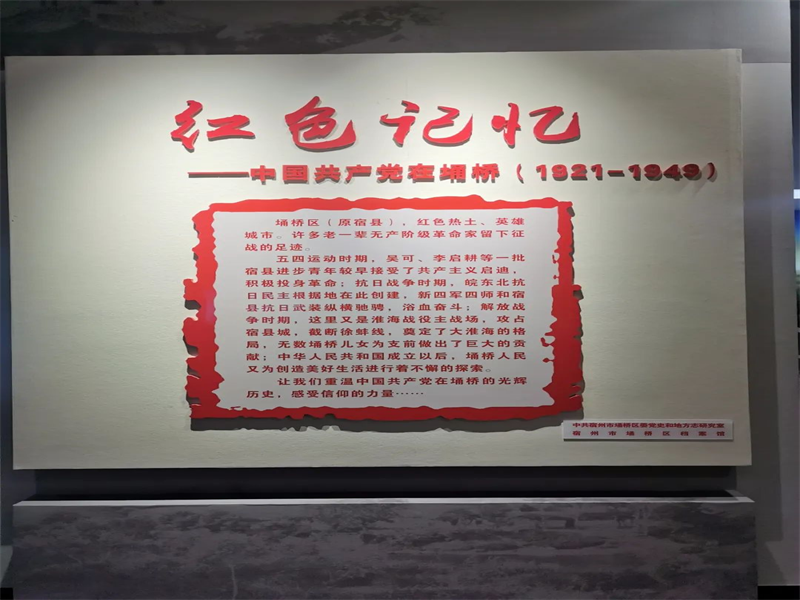 红色记忆
——中国共产党在埇桥（1921-1949）
埇桥区（原宿县），红色热土、英雄
城市。许多老一辈无产阶级革命家留下征
战的足迹。
五四运动时期，吴可、李启耕等一批
宿县进步青年较早接受了共产主义启迪，
积极投身革命；抗日战争时期，皖东北抗
日民主根据地在此创建，新四军四师和宿
县抗日武装纵横驰骋，浴血奋斗；解放战
争时期，这里又是淮海战役主战场，攻占
宿县城，截断徐蚌线，奠定了大淮海的格
局，无数埇桥儿女为支前做出了巨大的贡
献；中华人民共和国成立以后，埇桥人民
又为创造美好生活进行着不懈的探索。
让我们重温中国共产党在埇桥的光辉
历史，感受信仰的力量……
中共宿州市埇桥区委党史和地方志研究室
宿州市埇桥区档案馆